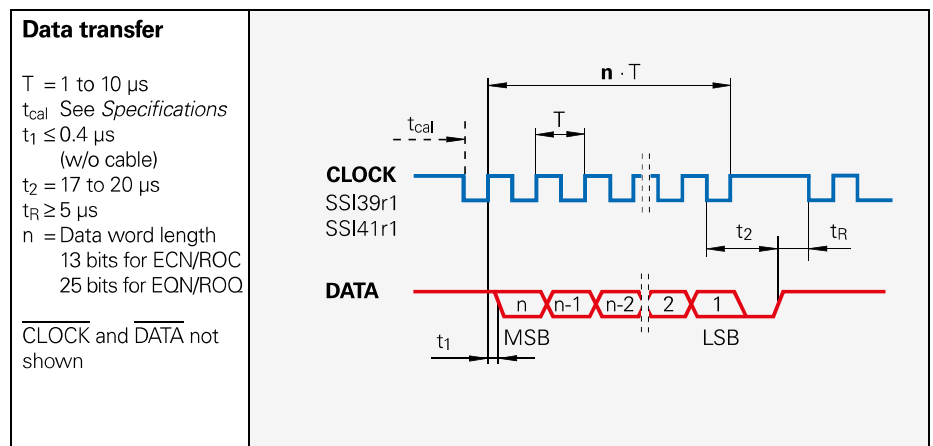 Data transfer
T = 1 to 10 µs
tcal See Specifications
t1 ≤ 0.4 µs
(w/o cable)
t2 = 17 to 20 µs
tR ≥ 5 µs
n = Data word length
13 bits for ECN/ROC
25 bits for EQN/ROQ
CLOCK and DATA not
shown
n · T
tcal
T
CLOCK
SSI39r1
SSI41r1
t2
tR
DATA
n
n-1
n-2
2
1
t1
MSB
LSB